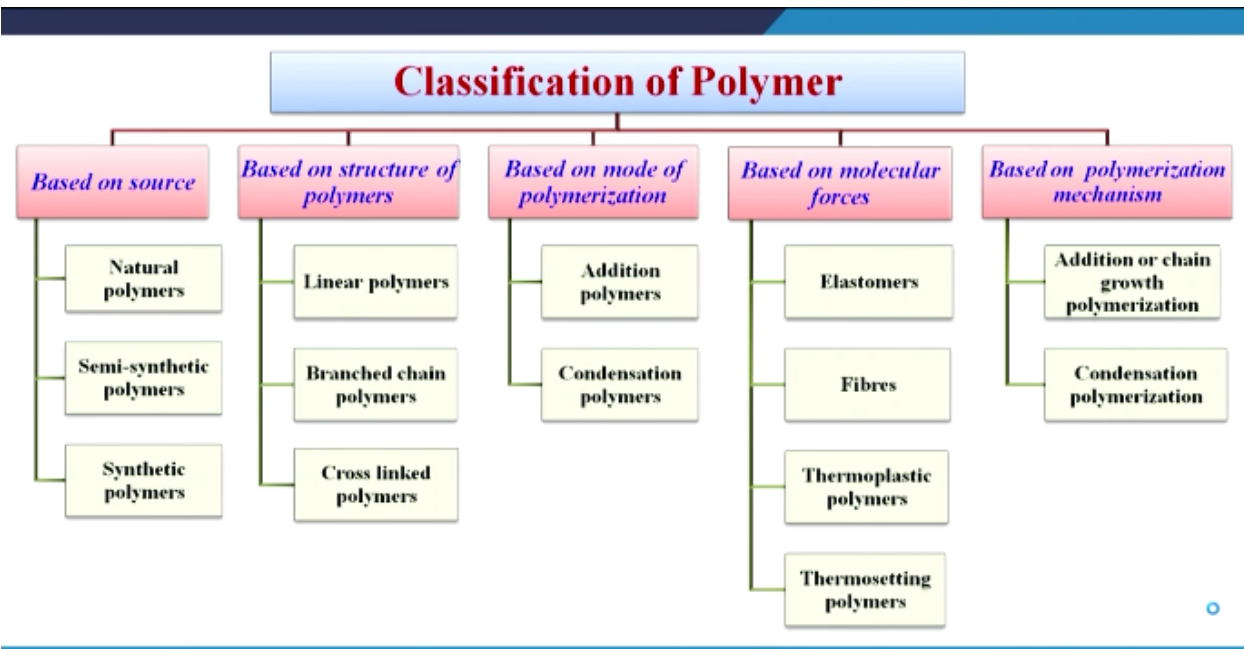 Classification of Polymer
Based on source
Natural
polymers
Semi-synthetic
polymers
Synthetic
polymers
Based on structure of
polymers
Linear polymers
Branched chain
polymers
Cross linked
polymers
Based on mode of
polymerization
Addition
polymers
Condensation
polymers
Based on molecular
forces
Elastomers
Fibres
Thermoplastic
polymers
Thermosetting
polymers
Based on polymerization
mechanism
Addition or chain
growth
polymerization
Condensation
polymerization